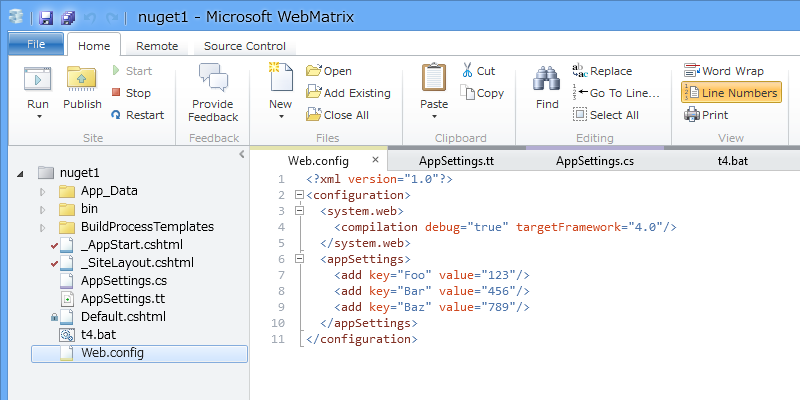 nuget1 - Microsoft WebMatrix
File Home Remote Source Control
Run
Publish
Start
Stop
Restart
Site
Provide
Feedback
Feedback
New
Open
Add Existing
Close All
Files
Paste
Cut
Copy
Clipboard
Find
Replace
Go To Line...
Select All
Editing
Word Wrap
Line Numbers
Print
View
nuget1
App_Data
bin
BuildProcessTemplates
_AppStart.cshtml
_SiteLayout.cshtml
AppSettings.cs
AppSettings.tt
Default.cshtml
t4.bat
Web.config
Web.config × AppSettings.tt AppSettings.cs t4.bat
1 <?xml version="1.0"?>
2 <configuration>
3 <system.web>
4 <compilation debug="true" targetFramework="4.0"/>
5 </system.web>
6 <appSettings>
7 <add key="Foo" value="123"/>
8 <add key="Bar" value="456"/>
9 <add key="Baz" value="789"/>
10 </appSettings>
11 </configuration>